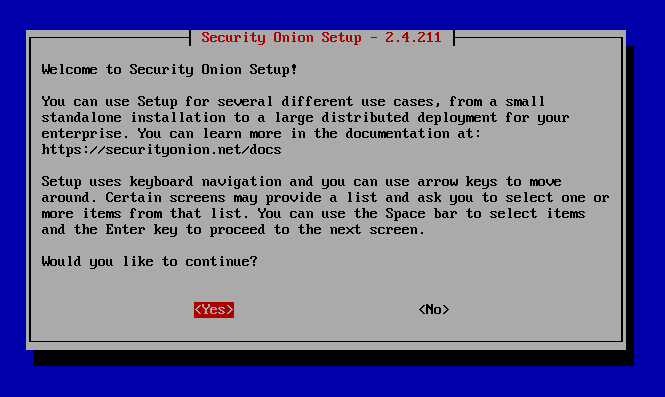 Security Onion Setup - 2.4.211
Welcome to Security Onion Setup!
You can use Setup for several different use cases, from a small
standalone installation to a large distributed deployment for your
enterprise. You can learn more in the documentation at:
https://securityonion.net/docs
Setup uses keyboard navigation and you can use arrow keys to move
around. Certain screens may provide a list and ask you to select one or
more items from that list. You can use the Space bar to select items
and the Enter key to proceed to the next screen.
Would you like to continue?
<Yes> <No>